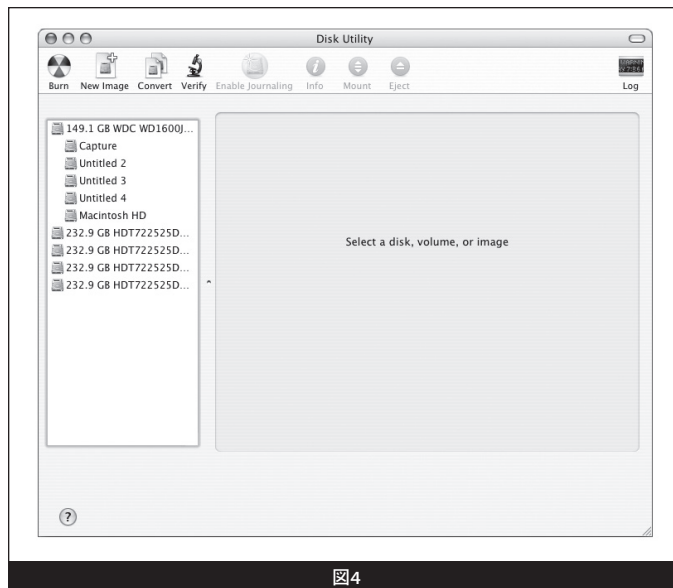 Disk Utility
Burn New Image Convert Verify Enable Journaling Info Mount Eject Log
149.1 GB WDC WD1600J...
Capture
Untitled 2
Untitled 3
Untitled 4
Macintosh HD
232.9 GB HDT722525D...
232.9 GB HDT722525D...
232.9 GB HDT722525D...
232.9 GB HDT722525D...
Select a disk, volume, or image
?
図4